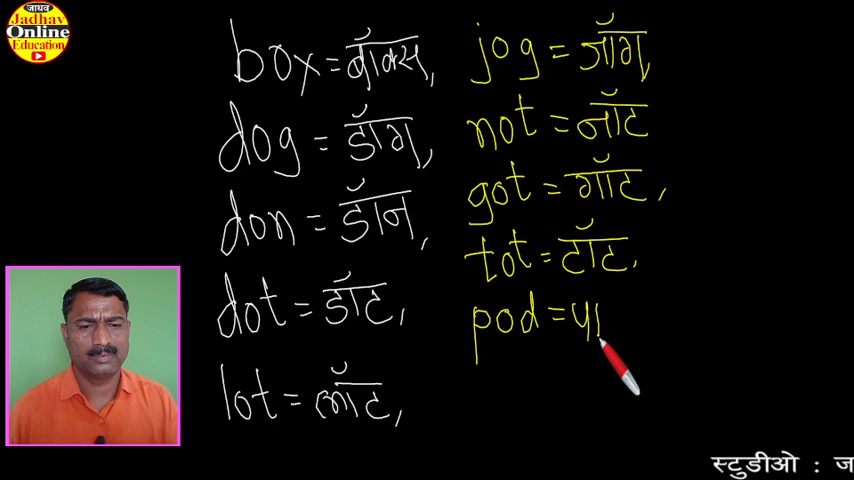 जाधव
Jadhav
Online
Education
box = बॉक्स,
dog = डॉग,
don = डॉन,
dot = डॉट,
lot = लॉट,
jog = जॉग,
not = नॉट
got = गॉट,
tot = टॉट,
pod = पा
स्टुडीओ : ज